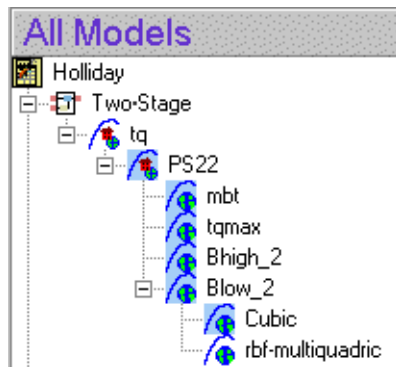 All Models
Holliday
Two-Stage
tq
PS22
mbt
tqmax
Bhigh_2
Blow_2
Cubic
rbf-multiquadric